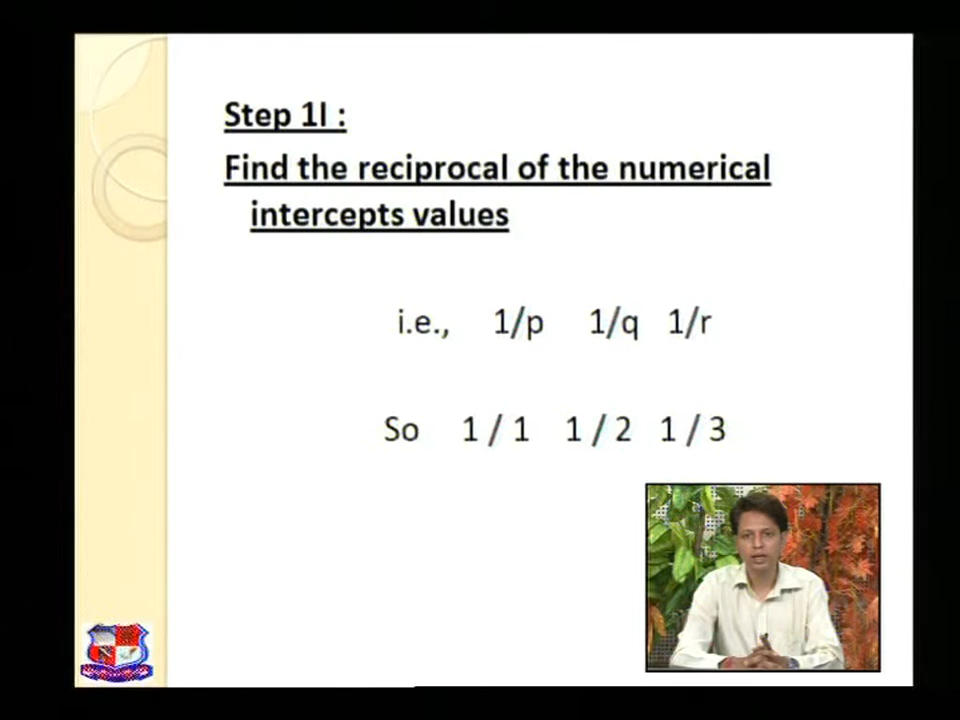 Step 1I :
Find the reciprocal of the numerical
intercepts values
i.e., 1/p 1/q 1/r
So 1 / 1 1 / 2 1 / 3